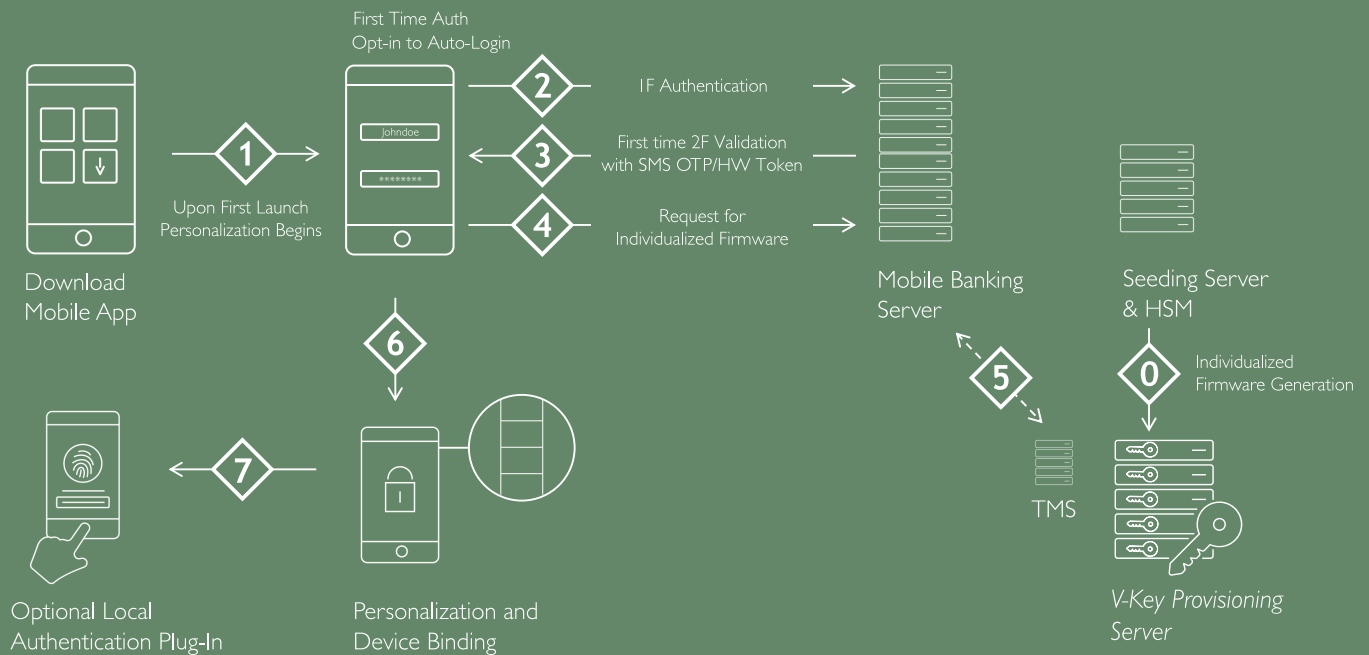 First Time Auth
Opt-in to Auto-Login
Johndoe
********
1
Upon First Launch
Personalization Begins
2
1F Authentication
3
First time 2F Validation
with SMS OTP/HW Token
4
Request for
Individualized Firmware
Download
Mobile App
Mobile Banking
Server
Seeding Server
& HSM
6
5
0
Individualized
Firmware Generation
7
TMS
Optional Local
Authentication Plug-In
Personalization and
Device Binding
V-Key Provisioning
Server